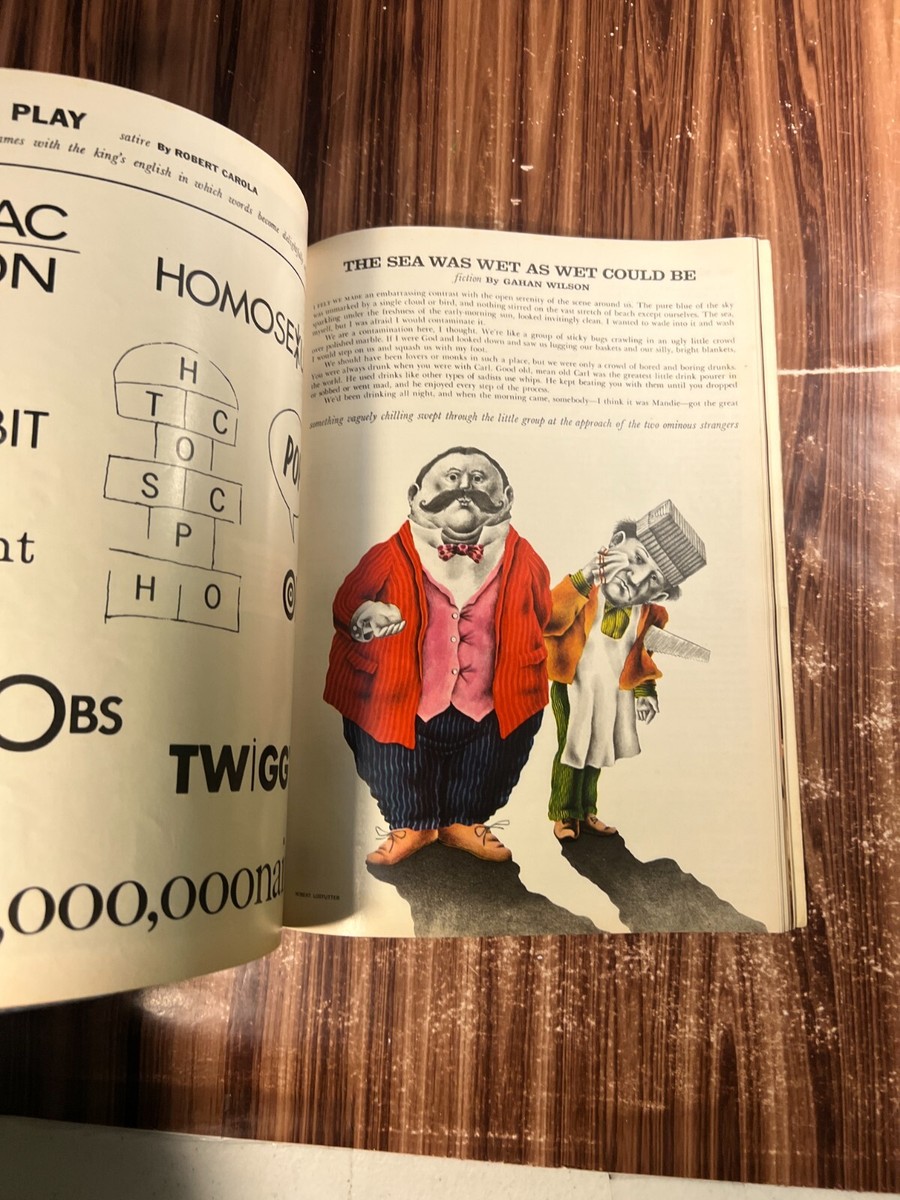 PLAY
satire By ROBERT CAROLA
with the king's english in which words become
AC
ON
HOMOSEX
H
T C
O
S C
P
H O
BIT
PO
nt
OBS
TWiGG
,000,000na
THE SEA WAS WET AS WET COULD BE
fiction By GAHAN WILSON
I FELT WE MADE an embarrassing contrast with the open serenity of the scene around us. The pure blue of the sky
was unmarked by a single cloud or bird, and nothing stirred on the vast stretch of beach except ourselves. The sea,
sparkling under the freshness of the early-morning sun, looked invitingly clean. I wanted to wade into it and wash
myself, but I was afraid I would contaminate it.
We are a contamination here, I thought. We're like a group of sticky bugs crawling in an ugly little crowd
over polished marble. If I were God and looked down and saw us lugging our baskets and our silly, bright blankets,
I would step on us and squash us with my foot.
We should have been lovers or monks in such a place, but we were only a crowd of bored and boring drunks.
You were always drunk when you were with Carl. Good old, mean old Carl was the greatest little drink pourer in
the world. He used drinks like other types of sadists use whips. He kept beating you with them until you dropped
or sobbed or went mad, and he enjoyed every step of the process.
We'd been drinking all night, and when the morning came, somebody—I think it was Mandie—got the great
something vaguely chilling swept through the little group at the approach of the two ominous strangers
ROBERT